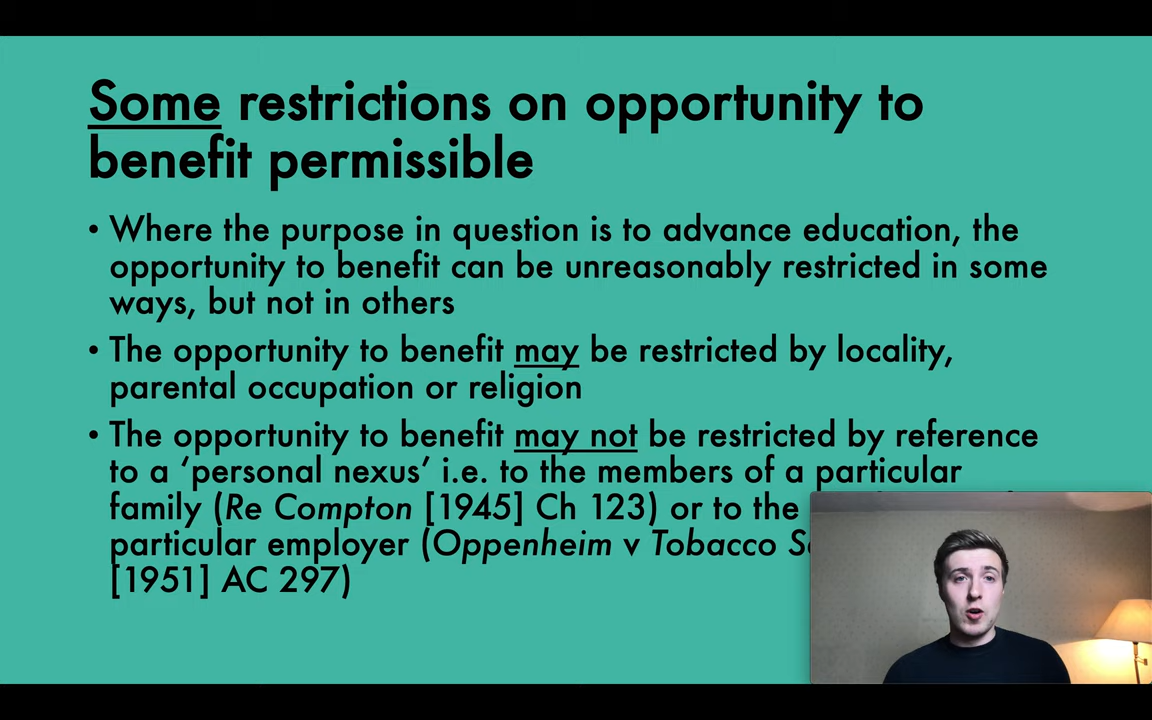 Some restrictions on opportunity to
benefit permissible
• Where the purpose in question is to advance education, the
opportunity to benefit can be unreasonably restricted in some
ways, but not in others
• The opportunity to benefit may be restricted by locality,
parental occupation or religion
• The opportunity to benefit may not be restricted by reference
to a ‘personal nexus’ i.e. to the members of a particular
family (Re Compton [1945] Ch 123) or to the
particular employer (Oppenheim v Tobacco
[1951] AC 297)